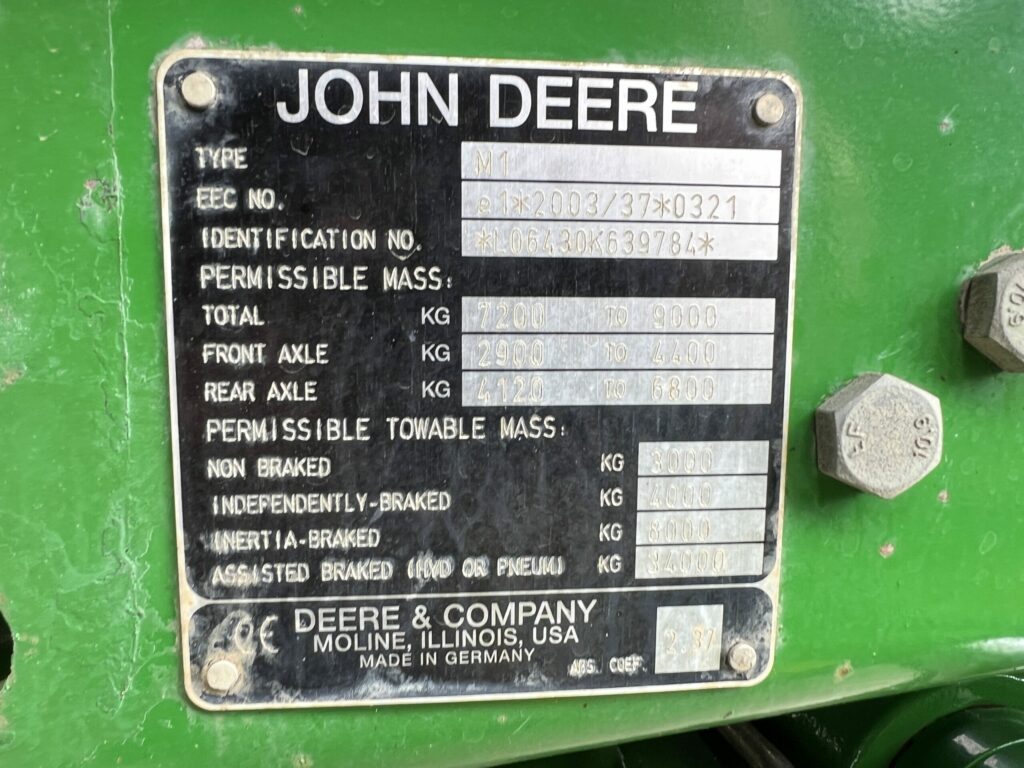 JOHN DEERE
TYPE M1
EEC NO. e1*2003/37*0321
IDENTIFICATION NO. *L06430K639784*
PERMISSIBLE MASS:
TOTAL KG 7200 TO 9000
FRONT AXLE KG 2900 TO 4400
REAR AXLE KG 4120 TO 6800
PERMISSIBLE TOWABLE MASS:
NON BRAKED KG 3000
INDEPENDENTLY-BRAKED KG 4000
INERTIA-BRAKED KG 8000
ASSISTED BRAKED (HYD OR PNEUM) KG 34000
CE DEERE & COMPANY
MOLINE, ILLINOIS, USA
MADE IN GERMANY
ABS. COEF. 2.37
10.9
10.9